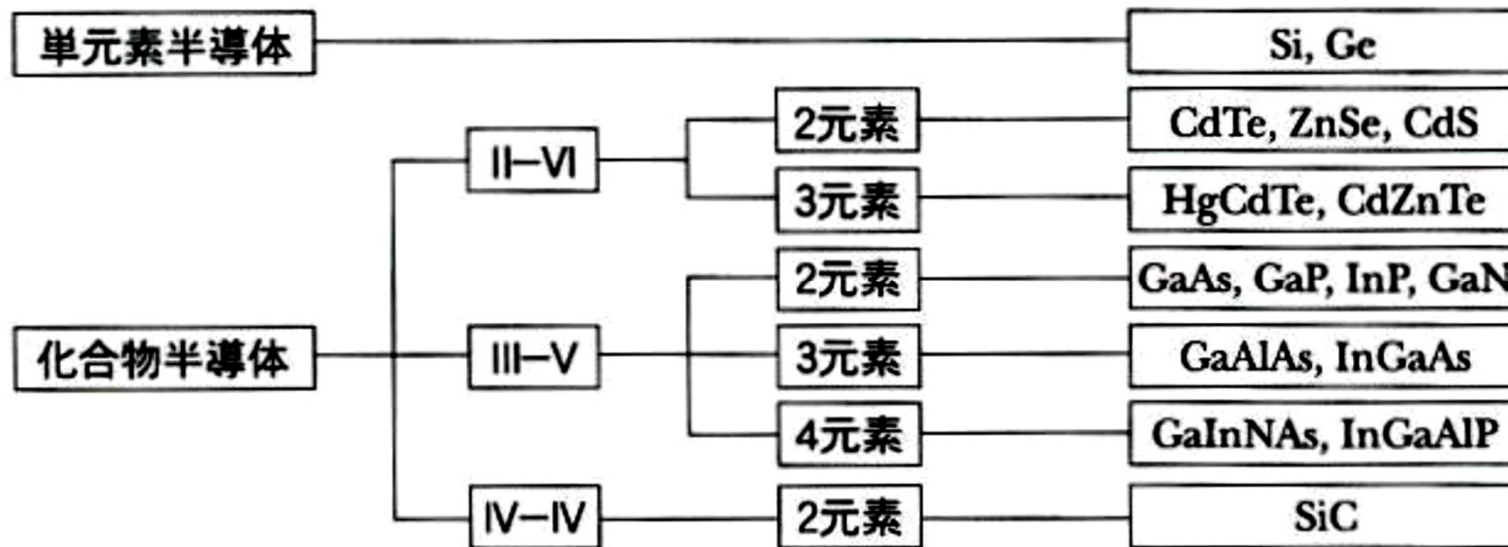 単元素半導体
Si, Ge
2元素
CdTe, ZnSe, CdS
II–VI
3元素
HgCdTe, CdZnTe
2元素
GaAs, GaP, InP, GaN
化合物半導体
III–V
3元素
GaAlAs, InGaAs
4元素
GaInNAs, InGaAlP
IV–IV
2元素
SiC